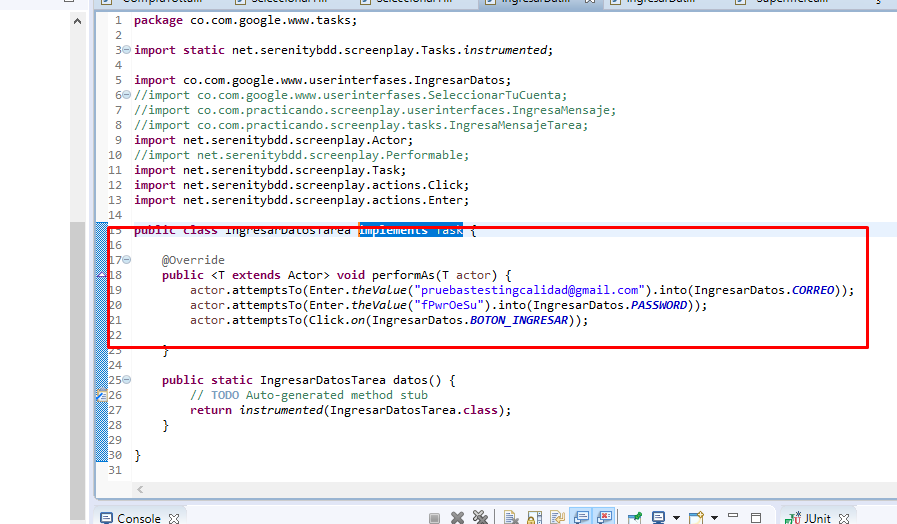 1 package co.com.google.www.tasks;
2
3 import static net.serenitybdd.screenplay.Tasks.instrumented;
4
5 import co.com.google.www.userinterfases.IngresarDatos;
6 //import co.com.google.www.userinterfases.SeleccionarTuCuenta;
7 //import co.com.practicando.screenplay.userinterfaces.IngresaMensaje;
8 //import co.com.practicando.screenplay.tasks.IngresaMensajeTarea;
9 import net.serenitybdd.screenplay.Actor;
10 //import net.serenitybdd.screenplay.Performable;
11 import net.serenitybdd.screenplay.Task;
12 import net.serenitybdd.screenplay.actions.Click;
13 import net.serenitybdd.screenplay.actions.Enter;
14
15 public class IngresarDatosTarea implements Task {
16
17 @Override
18 public <T extends Actor> void performAs(T actor) {
19 actor.attemptsTo(Enter.theValue("pruebastestingcalidad@gmail.com").into(IngresarDatos.CORREO));
20 actor.attemptsTo(Enter.theValue("fPwrOeSu").into(IngresarDatos.PASSWORD));
21 actor.attemptsTo(Click.on(IngresarDatos.BOTON_INGRESAR));
22
23 }
24
25 public static IngresarDatosTarea datos() {
26 // TODO Auto-generated method stub
27 return instrumented(IngresarDatosTarea.class);
28 }
29
30 }
31
Console JUnit